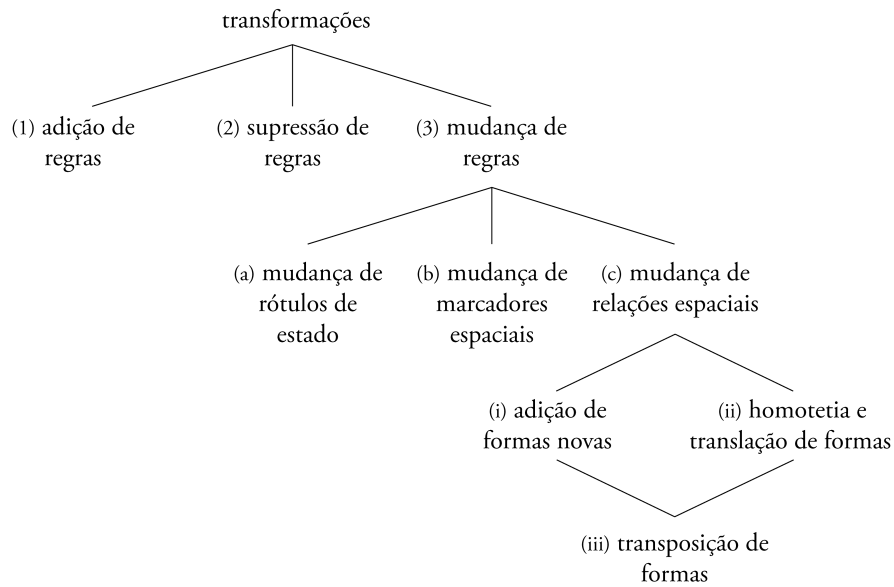 transformações
(1) adição de
regras
(2) supressão de
regras
(3) mudança de
regras
(a) mudança de
rótulos de
estado
(b) mudança de
marcadores
espaciais
(c) mudança de
relações espaciais
(i) adição de
formas novas
(ii) homotetia e
translação de formas
(iii) transposição de
formas